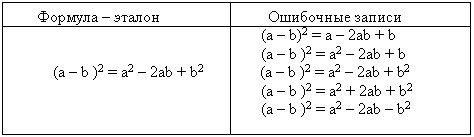 Формула – эталон
Ошибочные записи
(a – b )² = a² – 2ab + b²
(a – b)² = a – 2ab + b
(a – b )² = a² – 2ab + b
(a – b )² = a² – 2ab + b²
(a – b )² = a² + 2ab + b²
(a – b )² = a² – 2ab – b²